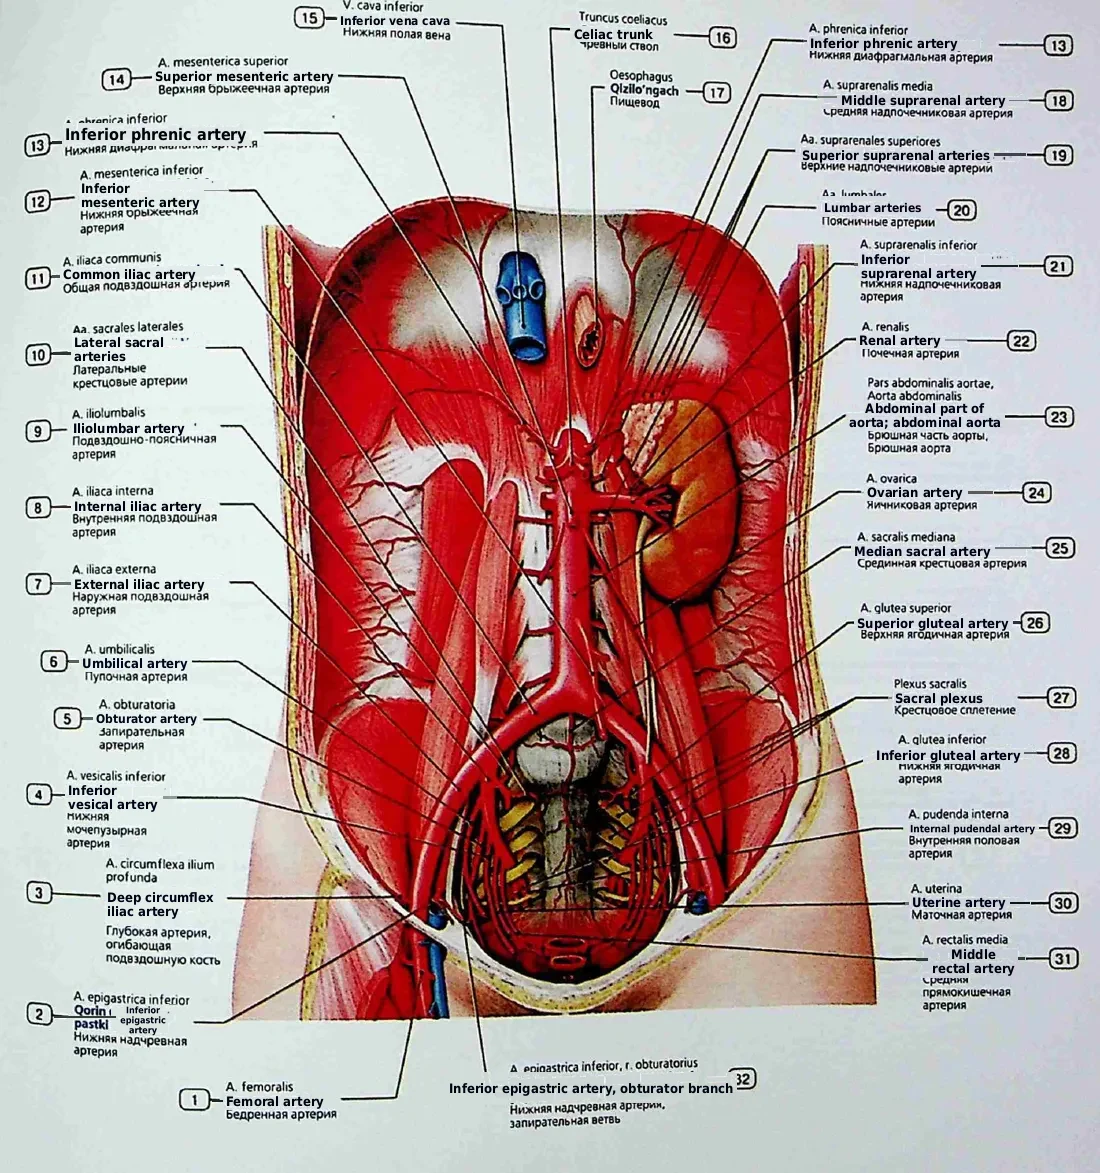 V. cava inferior
15
Inferior vena cava
Нижняя полая вена
Truncus coeliacus
Celiac trunk
16
чревный ствол
A. phrenica inferior
Inferior phrenic artery
13
Нижняя диафрагмальная артерия
A. mesenterica superior
14
Superior mesenteric artery
Верхняя брыжеечная артерия
Oesophagus
Qizilo'ngach
17
Пищевод
A. suprarenalis media
Middle suprarenal artery
18
Средняя надпочечниковая артерия
A. phrenica inferior
13
Inferior phrenic artery
Нижняя диафрагмальная артерия
Aa. suprarenales superiores
Superior suprarenal arteries
19
Верхние надпочечниковые артерии
A. mesenterica inferior
12
Inferior
mesenteric artery
Нижняя брыжеечная
артерия
Aa. lumbales
Lumbar arteries
20
Поясничные артерии
A. iliaca communis
11
Common iliac artery
Общая подвздошная артерия
A. suprarenalis inferior
Inferior
suprarenal artery
21
Нижняя надпочечниковая
артерия
Aa. sacrales laterales
10
Lateral sacral
arteries
Латеральные
крестцовые артерии
A. renalis
Renal artery
22
Почечная артерия
A. iliolumbalis
9
Iliolumbar artery
Подвздошно-поясничная
артерия
Pars abdominalis aortae,
Aorta abdominalis
Abdominal part of
aorta; abdominal aorta
23
Брюшная часть аорты,
Брюшная аорта
A. iliaca interna
8
Internal iliac artery
Внутренняя подвздошная
артерия
A. ovarica
Ovarian artery
24
Яичниковая артерия
A. iliaca externa
7
External iliac artery
Наружная подвздошная
артерия
A. sacralis mediana
Median sacral artery
25
Срединная крестцовая артерия
A. umbilicalis
6
Umbilical artery
Пупочная артерия
A. glutea superior
Superior gluteal artery
26
Верхняя ягодичная артерия
A. obturatoria
5
Obturator artery
Запирательная
артерия
Plexus sacralis
Sacral plexus
27
Крестцовое сплетение
A. vesicalis inferior
4
Inferior
vesical artery
Нижняя
мочепузырная
артерия
A. glutea inferior
Inferior gluteal artery
28
Нижняя ягодичная
артерия
A. circumflexa ilium
profunda
3
Deep circumflex
iliac artery
Глубокая артерия,
огибающая
подвздошную кость
A. pudenda interna
Internal pudendal artery
29
Внутренняя половая
артерия
A. uterina
Uterine artery
30
Маточная артерия
A. epigastrica inferior
2
Qorin
pastki
Inferior
epigastric
artery
Нижняя надчревная
артерия
A. rectalis media
Middle
rectal artery
31
Средняя
прямокишечная
артерия
A. femoralis
1
Femoral artery
Бедренная артерия
A. epigastrica inferior, r. obturatorius
Inferior epigastric artery, obturator branch
32
Нижняя надчревная артерия,
запирательная ветвь